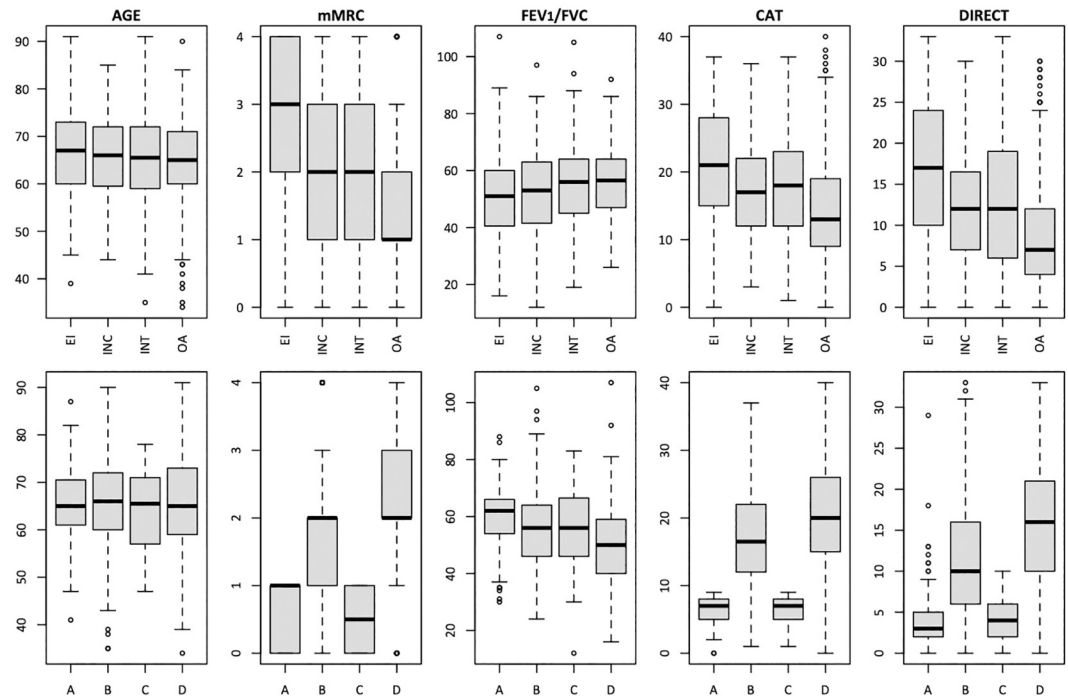 AGE mMRC FEV1/FVC CAT DIRECT
90 4 100 40 30
80 3 80 30 25
70 2 60 20 20
60 1 40 10 15
50 0 20 0 10
40 5
0
EI INC INT OA EI INC INT OA EI INC INT OA EI INC INT OA EI INC INT OA
90 4 100 40 30
80 3 80 30 25
70 2 60 20 20
60 1 40 10 15
50 0 20 0 10
40 5
0
A B C D A B C D A B C D A B C D A B C D